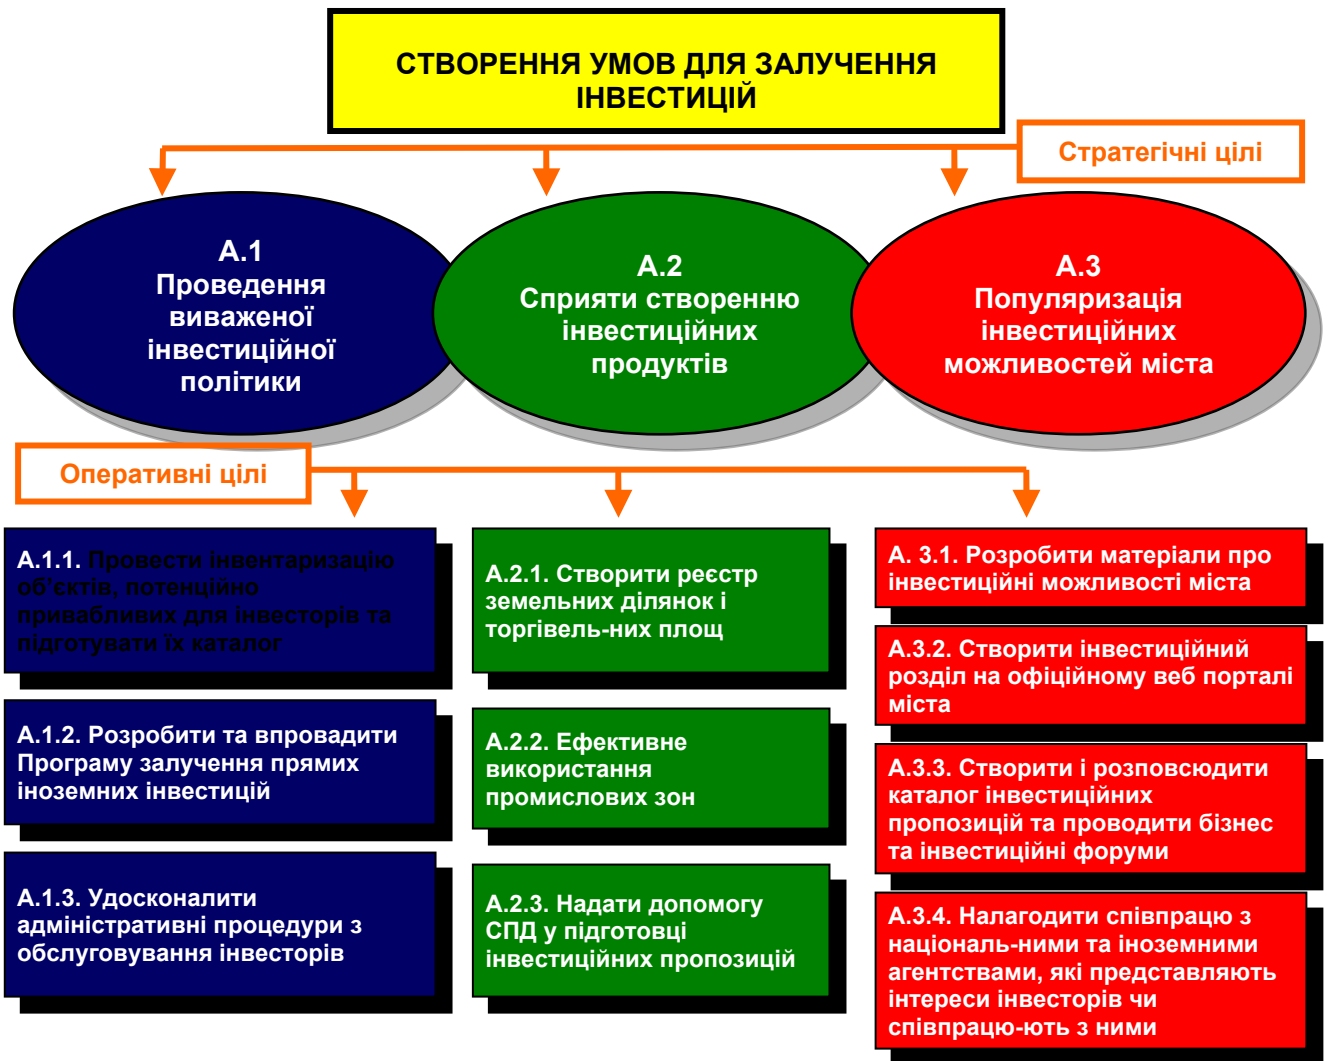 СТВОРЕННЯ УМОВ ДЛЯ ЗАЛУЧЕННЯ
ІНВЕСТИЦІЙ
Стратегічні цілі
А.1
Проведення
виваженої
інвестиційної
політики
А.2
Сприяти створенню
інвестиційних
продуктів
А.3
Популяризація
інвестиційних
можливостей міста
Оперативні цілі
А.1.1. Провести інвентаризацію
об'єктів, потенційно
привабливих для інвесторів та
підготувати їх каталог
А.1.2. Розробити та впровадити
Програму залучення прямих
іноземних інвестицій
А.1.3. Удосконалити
адміністративні процедури з
обслуговування інвесторів
А.2.1. Створити реєстр
земельних ділянок і
торгівель-них площ
А.2.2. Ефективне
використання
промислових зон
А.2.3. Надати допомогу
СПД у підготовці
інвестиційних пропозицій
А. 3.1. Розробити матеріали про
інвестиційні можливості міста
А.3.2. Створити інвестиційний
розділ на офіційному веб порталі
міста
А.3.3. Створити і розповсюдити
каталог інвестиційних
пропозицій та проводити бізнес
та інвестиційні форуми
А.3.4. Налагодити співпрацю з
націоналъ-ними та іноземними
агентствами, які представляють
інтереси інвесторів чи
співпрацю-ють з ними